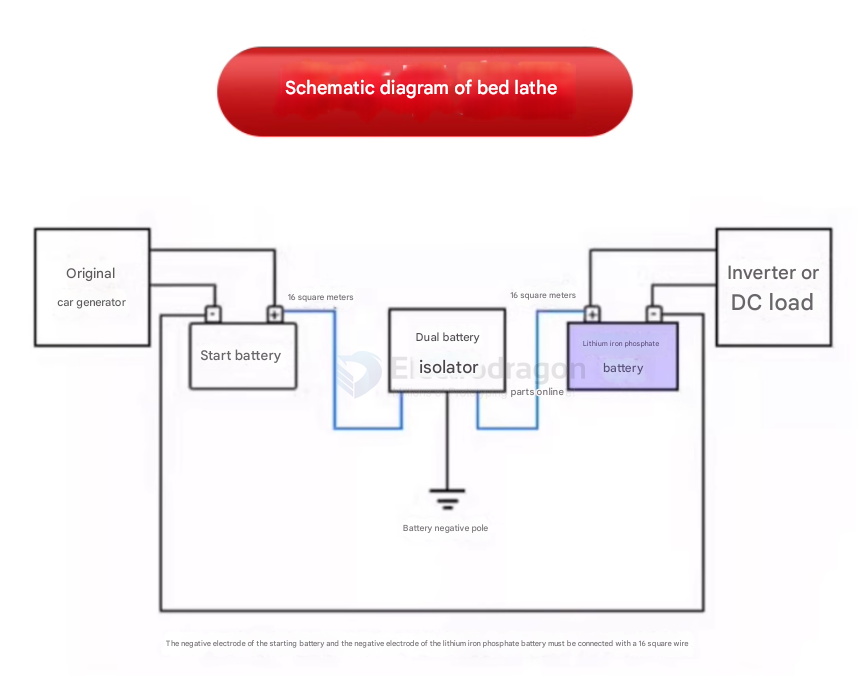 Schematic diagram of bed lathe
Original
car generator
Inverter or
DC load
16 square meters
16 square meters
-
+
+
-
Start battery
Dual battery
isolator
Lithium iron phosphate
battery
Electrodragon
parts online
Battery negative pole
The negative electrode of the starting battery and the negative electrode of the lithium iron phosphate battery must be connected with a 16 square wire